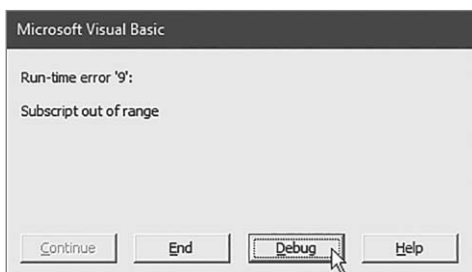 Microsoft Visual Basic
Run-time error '9':
Subscript out of range
Continue
End
Debug
Help